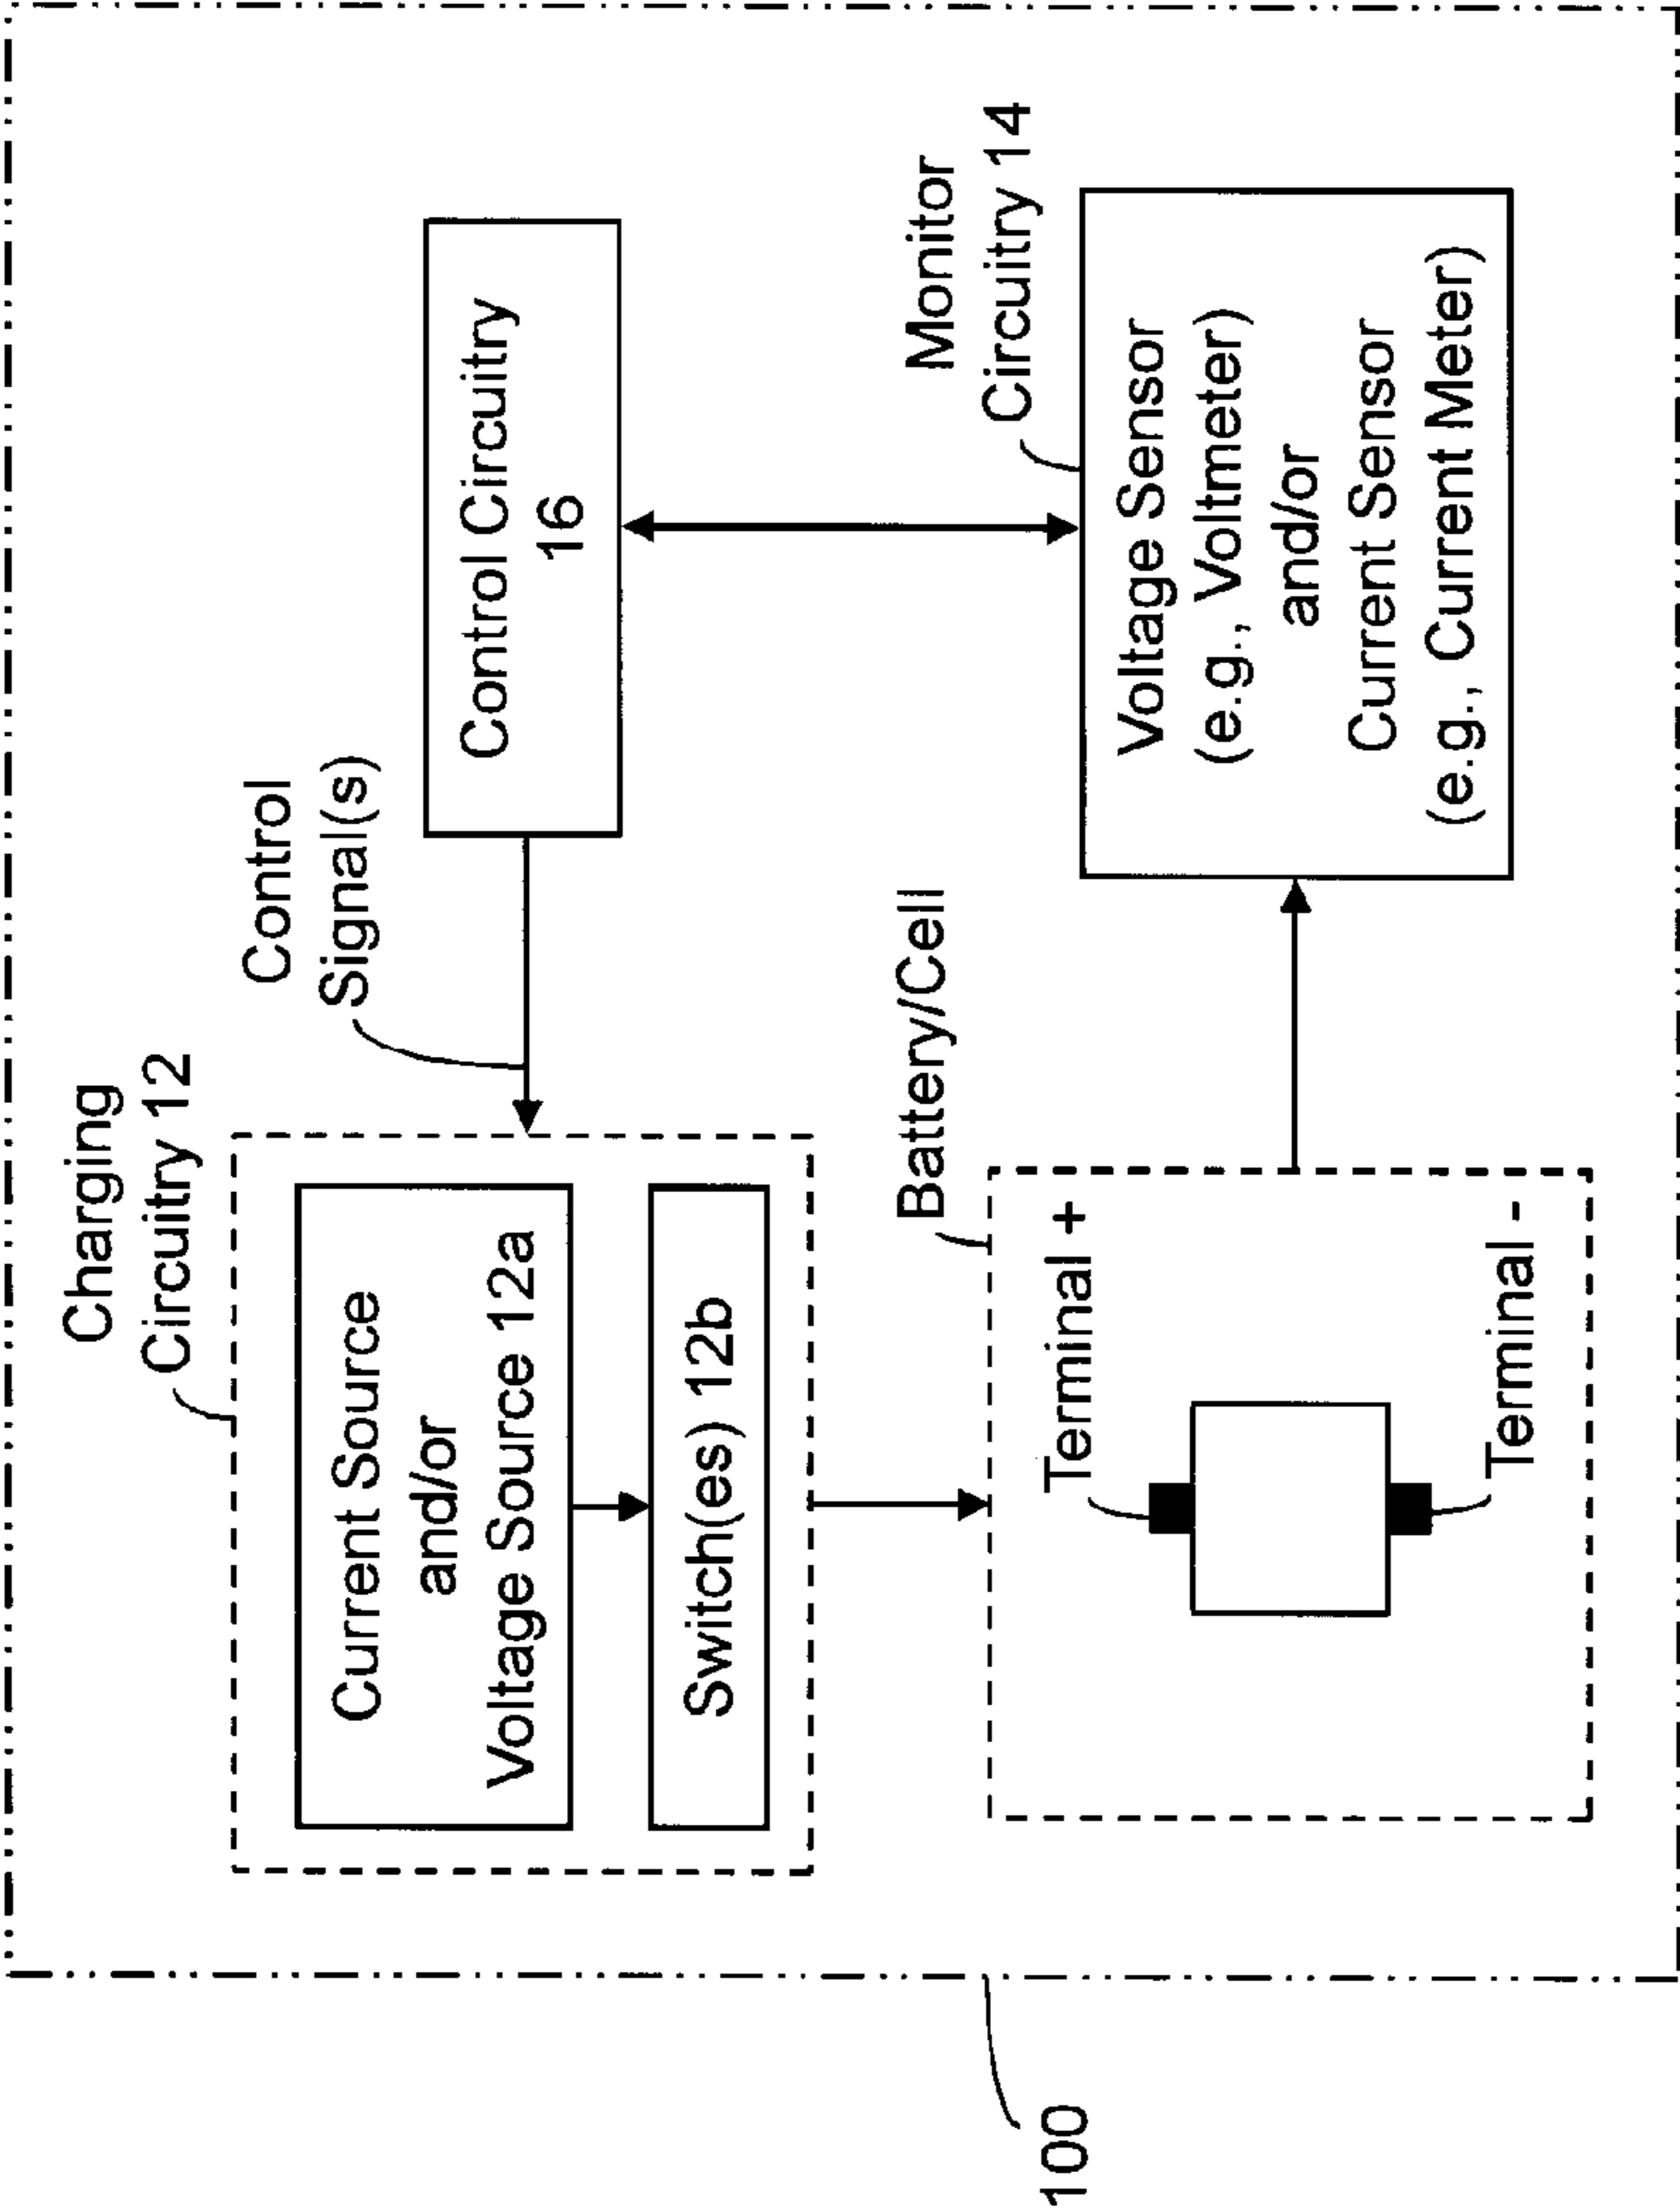 Charging
Circuitry 12
Control
Signal(s)
Current Source
and/or
Voltage Source 12a
Switch(es) 12b
Control Circuitry
16
Battery/Cell
Terminal +
Terminal -
Monitor
Circuitry 14
Voltage Sensor
(e.g., Voltmeter)
and/or
Current Sensor
(e.g., Current Meter)
100